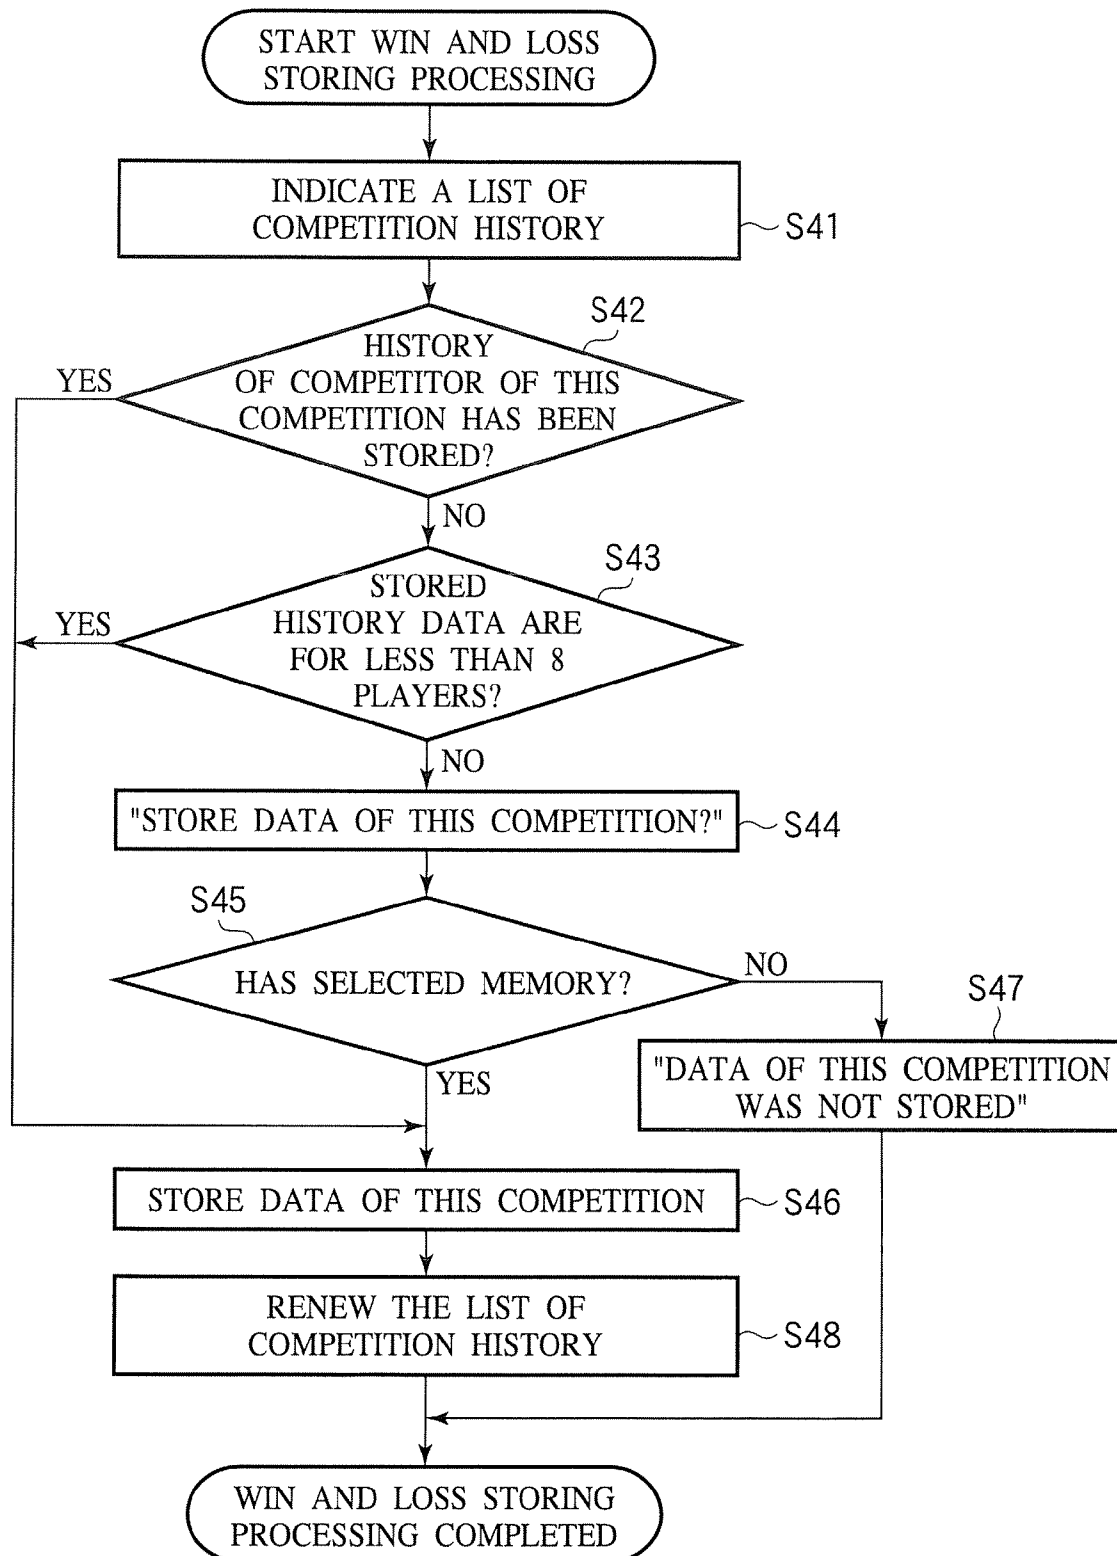 START WIN AND LOSS
STORING PROCESSING
INDICATE A LIST OF
COMPETITION HISTORY
S41
S42
HISTORY
OF COMPETITOR OF THIS
COMPETITION HAS BEEN
STORED?
YES
NO
S43
STORED
HISTORY DATA ARE
FOR LESS THAN 8
PLAYERS?
YES
NO
"STORE DATA OF THIS COMPETITION?"
S44
S45
HAS SELECTED MEMORY?
NO
YES
S47
"DATA OF THIS COMPETITION
WAS NOT STORED"
STORE DATA OF THIS COMPETITION
S46
RENEW THE LIST OF
COMPETITION HISTORY
S48
WIN AND LOSS STORING
PROCESSING COMPLETED